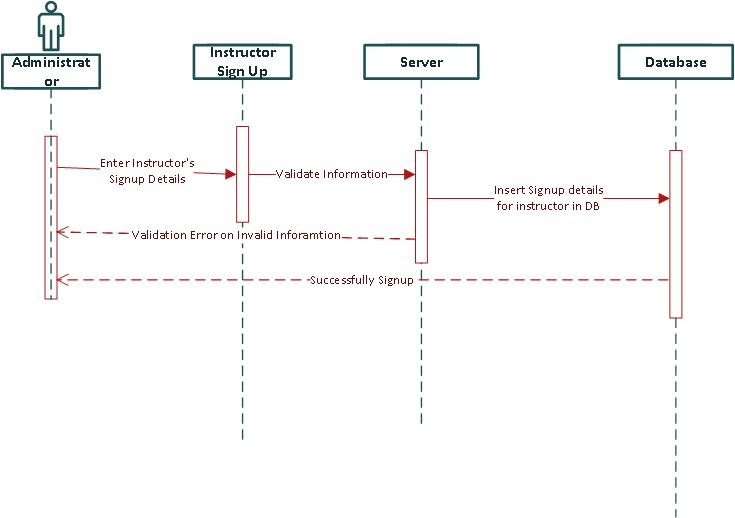 Administrat
or
Instructor
Sign Up
Server
Database
Enter Instructor's
Signup Details
Validate Information
Insert Signup details
for instructor in DB
Validation Error on Invalid Inforamtion
Successfully Signup